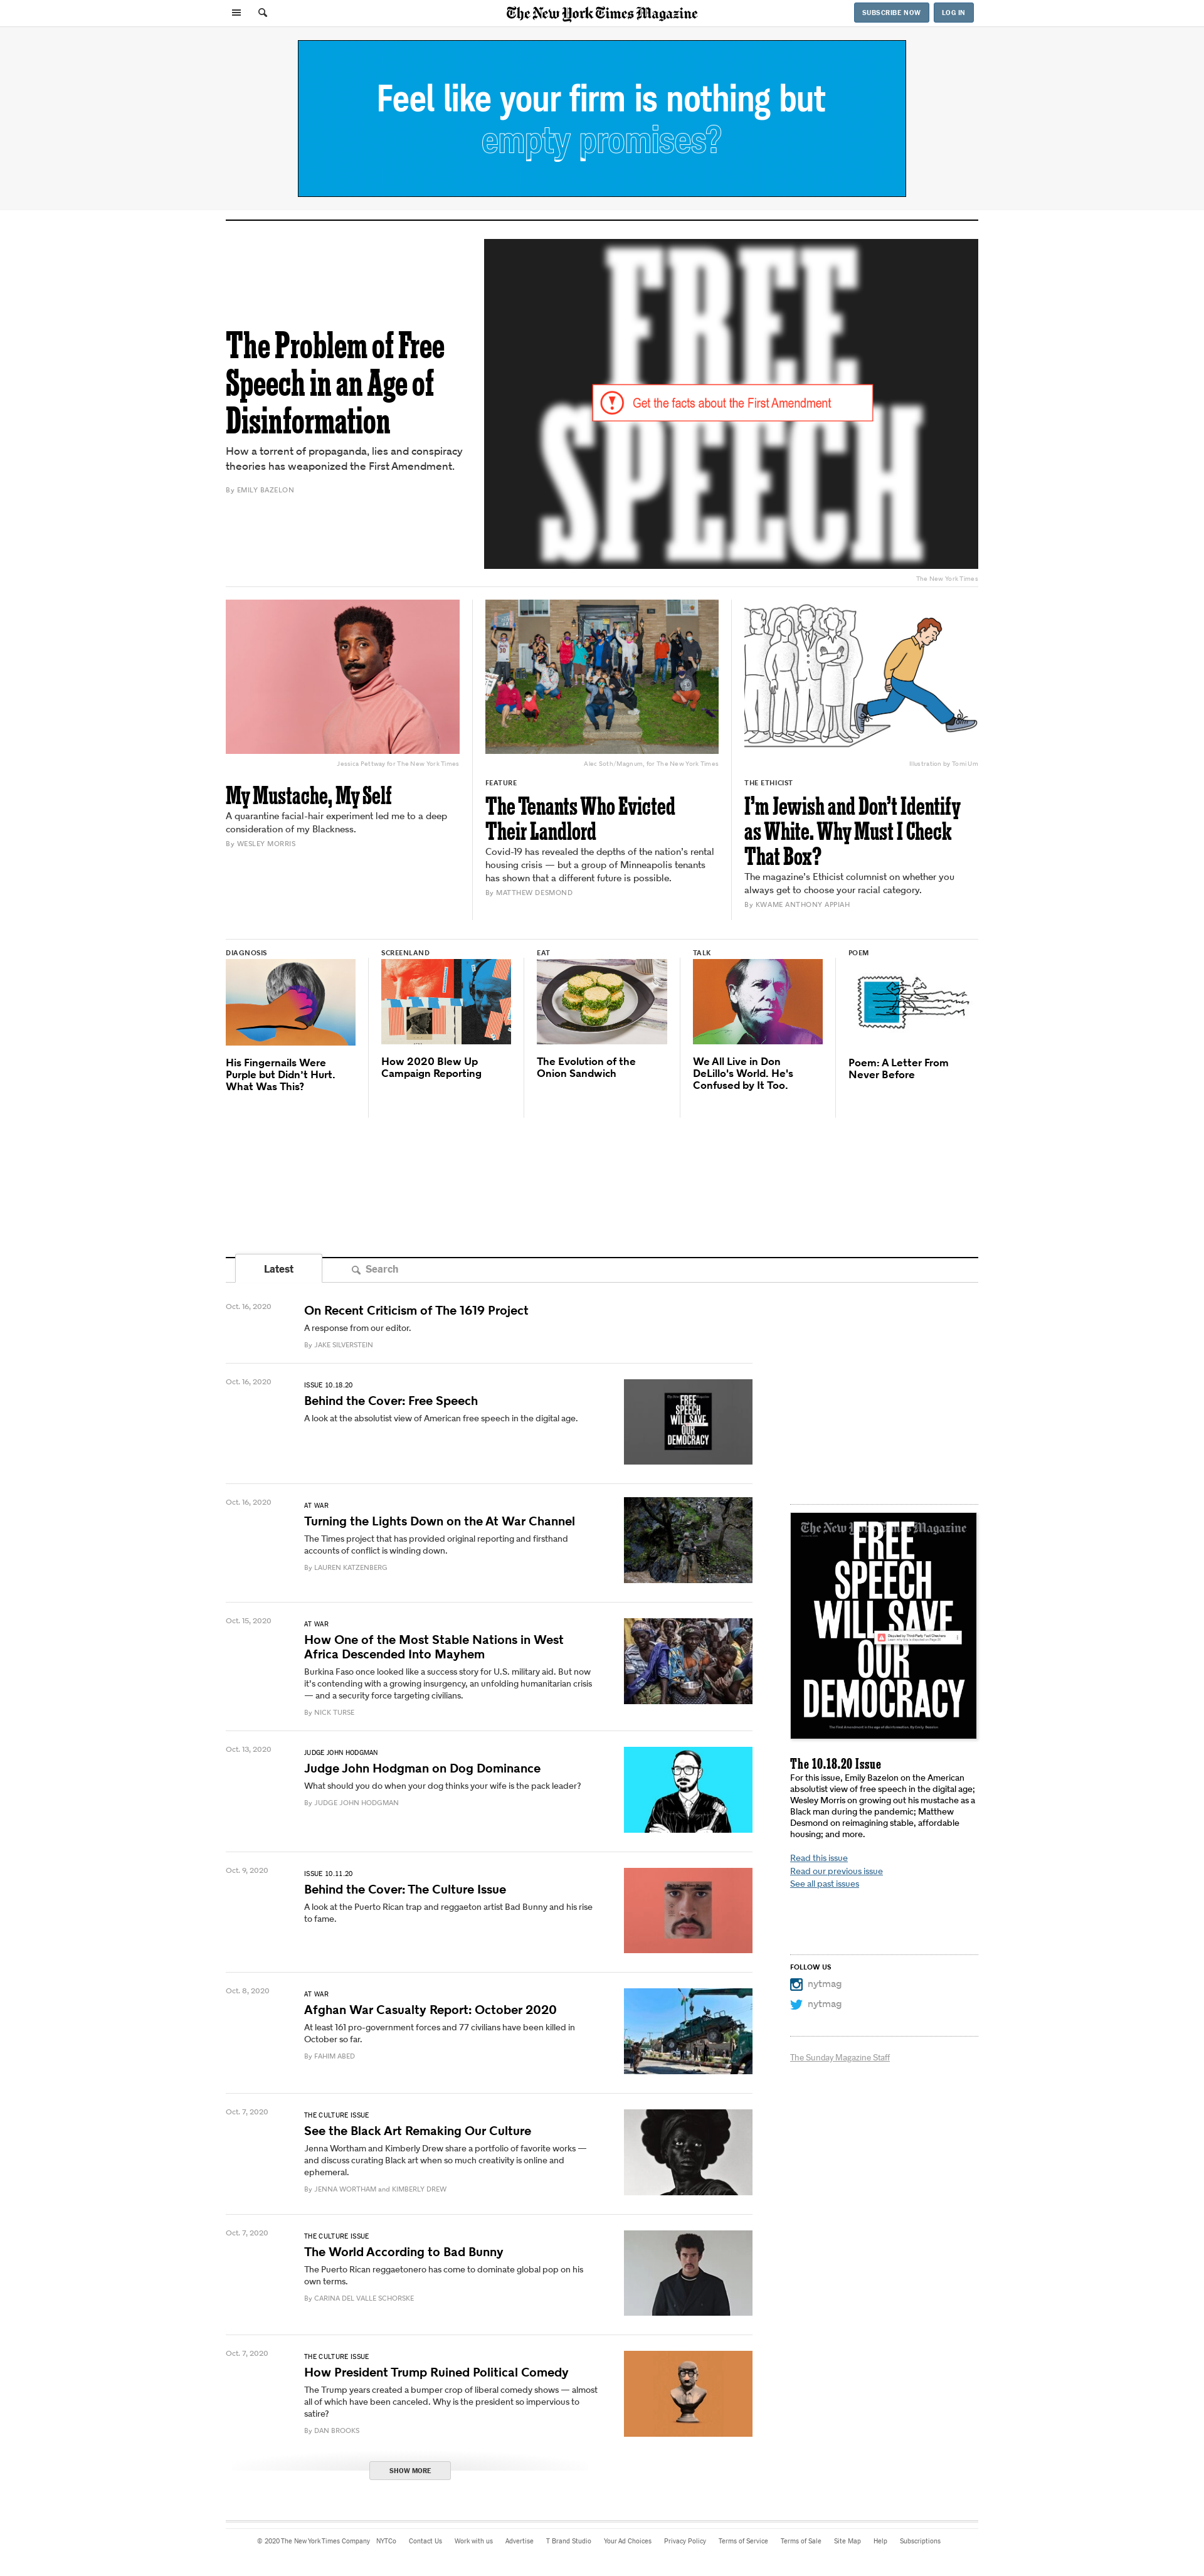 The New York Times Magazine
SUBSCRIBE NOW
LOG IN
Feel like your firm is nothing but
empty promises?
The Problem of Free
Speech in an Age of
Disinformation
How a torrent of propaganda, lies and conspiracy
theories has weaponized the First Amendment.
By EMILY BAZELON
FREE
SPEECH
Get the facts about the First Amendment
The New York Times
Jessica Pettway for The New York Times
My Mustache, My Self
A quarantine facial-hair experiment led me to a deep
consideration of my Blackness.
By WESLEY MORRIS
Alec Soth/Magnum, for The New York Times
FEATURE
The Tenants Who Evicted
Their Landlord
Covid-19 has revealed the depths of the nation's rental
housing crisis — but a group of Minneapolis tenants
has shown that a different future is possible.
By MATTHEW DESMOND
Illustration by Tomi Um
THE ETHICIST
I'm Jewish and Don't Identify
as White. Why Must I Check
That Box?
The magazine's Ethicist columnist on whether you
always get to choose your racial category.
By KWAME ANTHONY APPIAH
DIAGNOSIS
His Fingernails Were
Purple but Didn't Hurt.
What Was This?
SCREENLAND
How 2020 Blew Up
Campaign Reporting
EAT
The Evolution of the
Onion Sandwich
TALK
We All Live in Don
DeLillo's World. He's
Confused by It Too.
POEM
Poem: A Letter From
Never Before
Latest
Search
Oct. 16, 2020
On Recent Criticism of The 1619 Project
A response from our editor.
By JAKE SILVERSTEIN
Oct. 16, 2020
ISSUE 10.18.20
Behind the Cover: Free Speech
A look at the absolutist view of American free speech in the digital age.
FREE
SPEECH
WILL SAVE
OUR
DEMOCRACY
Oct. 16, 2020
AT WAR
Turning the Lights Down on the At War Channel
The Times project that has provided original reporting and firsthand
accounts of conflict is winding down.
By LAUREN KATZENBERG
Oct. 15, 2020
AT WAR
How One of the Most Stable Nations in West
Africa Descended Into Mayhem
Burkina Faso once looked like a success story for U.S. military aid. But now
it's contending with a growing insurgency, an unfolding humanitarian crisis
— and a security force targeting civilians.
By NICK TURSE
Oct. 13, 2020
JUDGE JOHN HODGMAN
Judge John Hodgman on Dog Dominance
What should you do when your dog thinks your wife is the pack leader?
By JUDGE JOHN HODGMAN
Oct. 9, 2020
ISSUE 10.11.20
Behind the Cover: The Culture Issue
A look at the Puerto Rican trap and reggaeton artist Bad Bunny and his rise
to fame.
Oct. 8, 2020
AT WAR
Afghan War Casualty Report: October 2020
At least 161 pro-government forces and 77 civilians have been killed in
October so far.
By FAHIM ABED
Oct. 7, 2020
THE CULTURE ISSUE
See the Black Art Remaking Our Culture
Jenna Wortham and Kimberly Drew share a portfolio of favorite works —
and discuss curating Black art when so much creativity is online and
ephemeral.
By JENNA WORTHAM and KIMBERLY DREW
Oct. 7, 2020
THE CULTURE ISSUE
The World According to Bad Bunny
The Puerto Rican reggaetonero has come to dominate global pop on his
own terms.
By CARINA DEL VALLE SCHORSKE
Oct. 7, 2020
THE CULTURE ISSUE
How President Trump Ruined Political Comedy
The Trump years created a bumper crop of liberal comedy shows — almost
all of which have been canceled. Why is the president so impervious to
satire?
By DAN BROOKS
SHOW MORE
The New York Times Magazine
FREE
SPEECH
WILL SAVE
OUR
DEMOCRACY
The 10.18.20 Issue
For this issue, Emily Bazelon on the American
absolutist view of free speech in the digital age;
Wesley Morris on growing out his mustache as a
Black man during the pandemic; Matthew
Desmond on reimagining stable, affordable
housing; and more.
Read this issue
Read our previous issue
See all past issues
FOLLOW US
nytmag
nytmag
The Sunday Magazine Staff
© 2020 The New York Times Company NYTCo Contact Us Work with us Advertise T Brand Studio Your Ad Choices Privacy Policy Terms of Service Terms of Sale Site Map Help Subscriptions